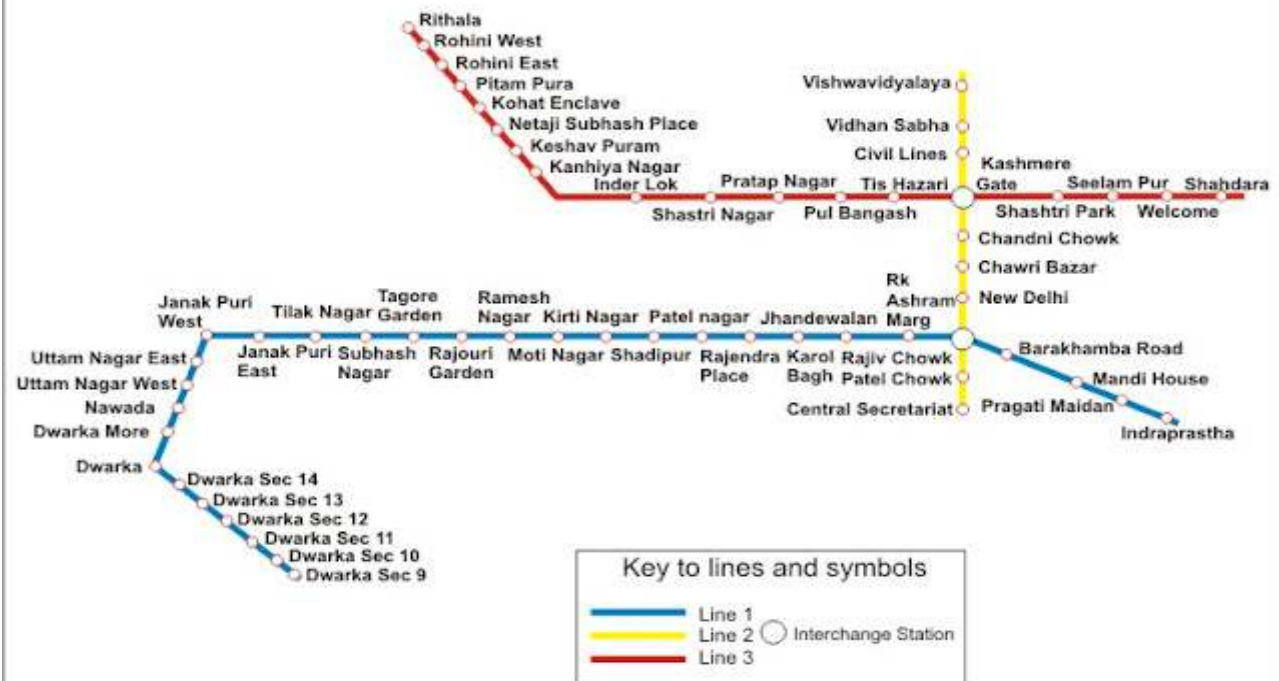 Rithala
Rohini West
Rohini East
Pitam Pura
Kohat Enclave
Netaji Subhash Place
Keshav Puram
Kanhiya Nagar
Inder Lok
Shastri Nagar
Pratap Nagar
Pul Bangash
Tis Hazari
Kashmere
Gate
Shashtri Park
Seelam Pur
Welcome
Shahdara
Vishwavidyalaya
Vidhan Sabha
Civil Lines
Chandni Chowk
Chawri Bazar
New Delhi
Rajiv Chowk
Patel Chowk
Central Secretariat
Janak Puri
West
Janak Puri
East
Tilak Nagar
Subhash
Nagar
Tagore
Garden
Rajouri
Garden
Ramesh
Nagar
Moti Nagar
Kirti Nagar
Shadipur
Patel nagar
Rajendra
Place
Karol
Bagh
Jhandewalan
Rk
Ashram
Marg
Barakhamba Road
Mandi House
Pragati Maidan
Indraprastha
Uttam Nagar East
Uttam Nagar West
Nawada
Dwarka More
Dwarka
Dwarka Sec 14
Dwarka Sec 13
Dwarka Sec 12
Dwarka Sec 11
Dwarka Sec 10
Dwarka Sec 9
Key to lines and symbols
Line 1
Line 2
Interchange Station
Line 3